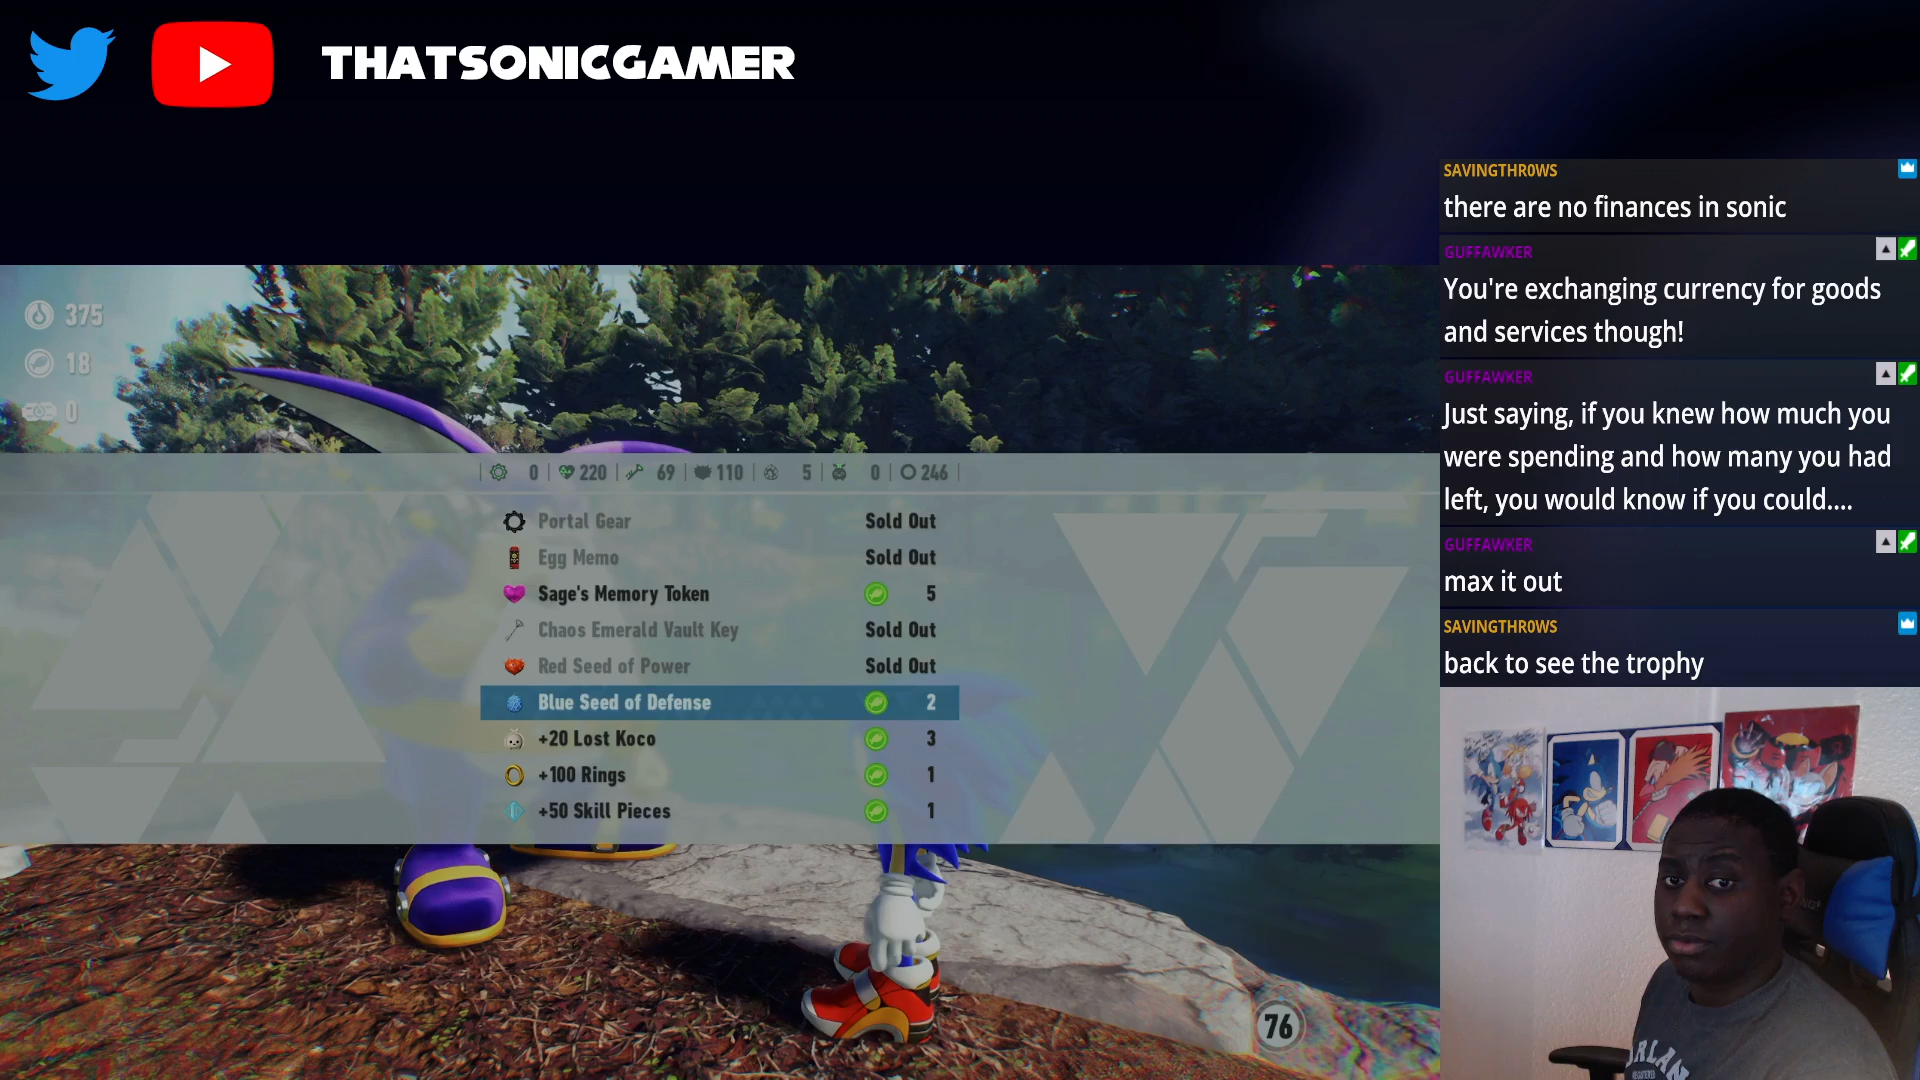 THATSONICGAMER
SAVINGTHR0WS
there are no finances in sonic
GUFFAWKER
You're exchanging currency for goods
and services though!
GUFFAWKER
Just saying, if you knew how much you
were spending and how many you had
left, you would know if you could....
GUFFAWKER
max it out
SAVINGTHR0WS
back to see the trophy
375
18
0
0 220 69 110 5 0 246
Portal Gear Sold Out
Egg Memo Sold Out
Sage's Memory Token 5
Chaos Emerald Vault Key Sold Out
Red Seed of Power Sold Out
Blue Seed of Defense 2
+20 Lost Koco 3
+100 Rings 1
+50 Skill Pieces 1
76